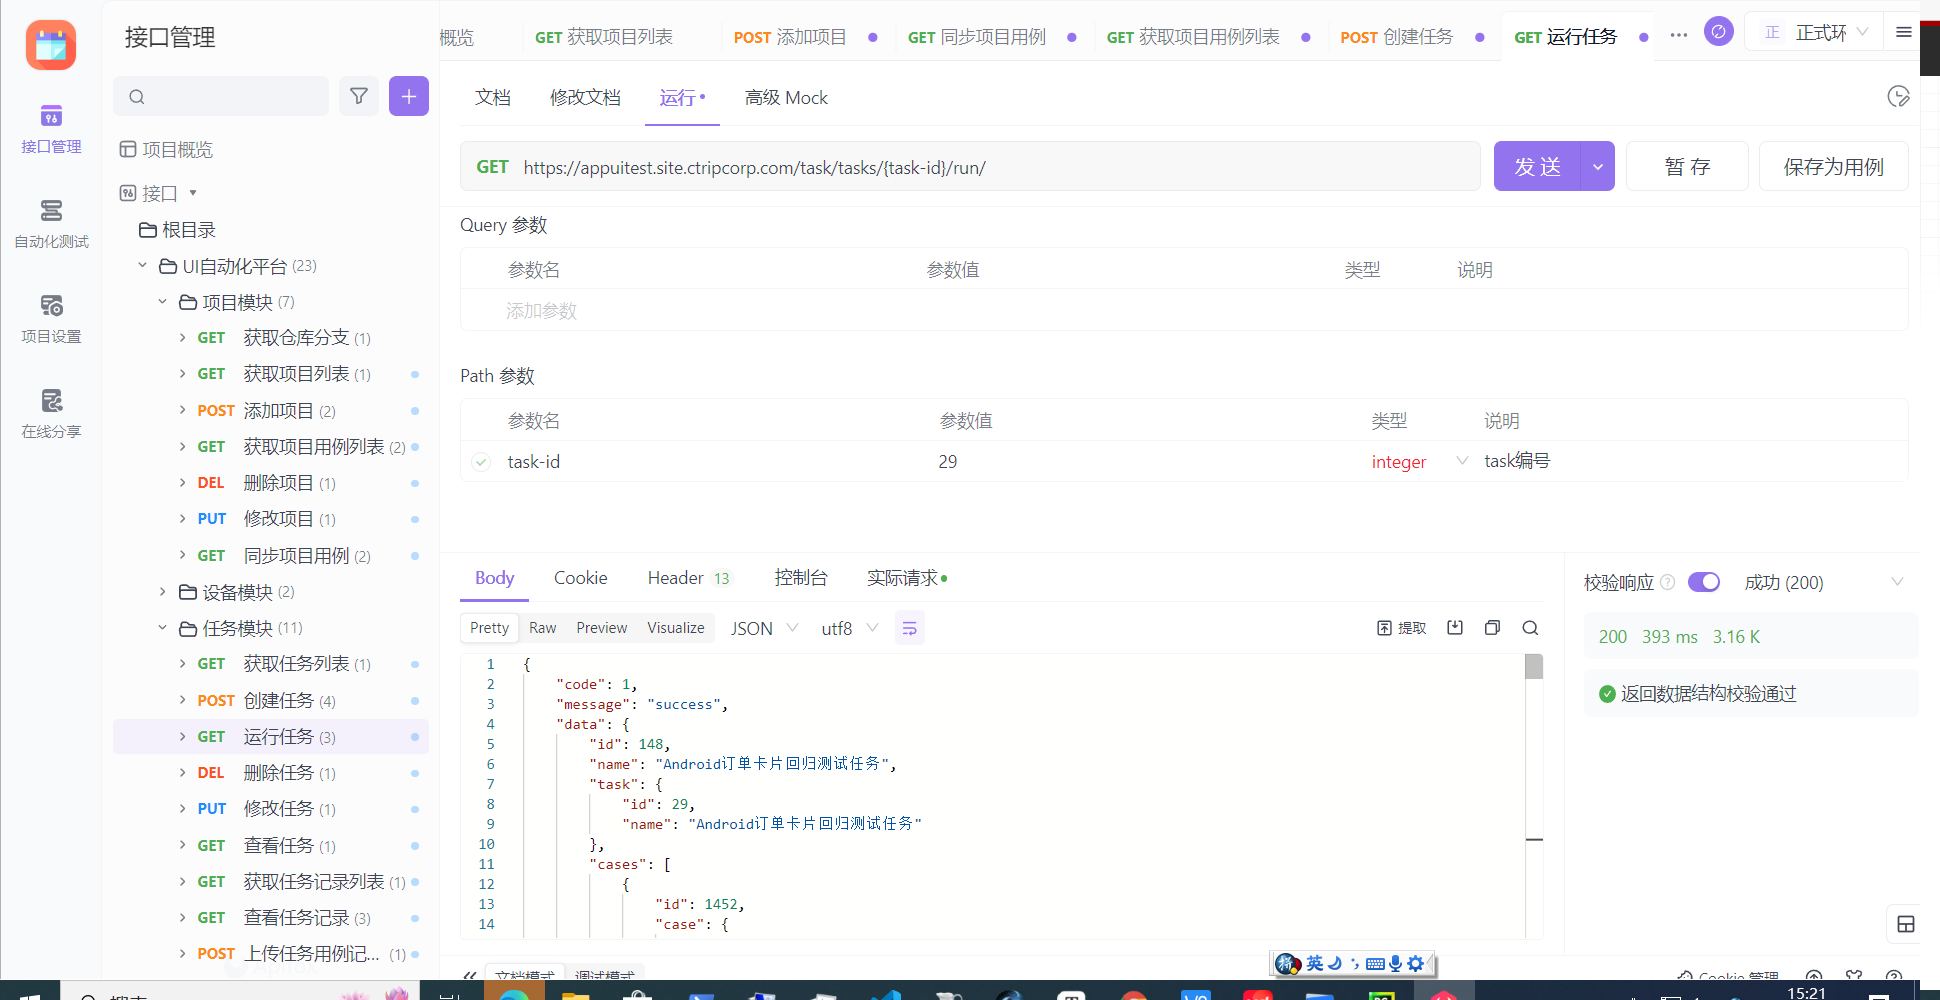 接口管理
概览
GET 获取项目列表
POST 添加项目
GET 同步项目用例
GET 获取项目用例列表
POST 创建任务
GET 运行任务
正 正式环
接口管理
自动化测试
项目设置
在线分享
项目概览
接口
根目录
UI自动化平台 (23)
项目模块 (7)
GET 获取仓库分支 (1)
GET 获取项目列表 (1)
POST 添加项目 (2)
GET 获取项目用例列表 (2)
DEL 删除项目 (1)
PUT 修改项目 (1)
GET 同步项目用例 (2)
设备模块 (2)
任务模块 (11)
GET 获取任务列表 (1)
POST 创建任务 (4)
GET 运行任务 (3)
DEL 删除任务 (1)
PUT 修改任务 (1)
GET 查看任务 (1)
GET 获取任务记录列表 (1)
GET 查看任务记录 (3)
POST 上传任务用例记... (1)
文档 修改文档 运行 高级 Mock
GET https://appuitest.site.ctripcorp.com/task/tasks/{task-id}/run/
发送 暂存 保存为用例
Query 参数
参数名 参数值 类型 说明
添加参数
Path 参数
参数名 参数值 类型 说明
task-id 29 integer task编号
Body Cookie Header 13 控制台 实际请求
Pretty Raw Preview Visualize JSON utf8 提取
1 {
2 "code": 1,
3 "message": "success",
4 "data": {
5 "id": 148,
6 "name": "Android订单卡片回归测试任务",
7 "task": {
8 "id": 29,
9 "name": "Android订单卡片回归测试任务"
10 },
11 "cases": [
12 {
13 "id": 1452,
14 "case": {
校验响应 成功 (200)
200 393 ms 3.16 K
返回数据结构校验通过
文档模式 调试模式
英
Cookie 管理
搜索
15:21